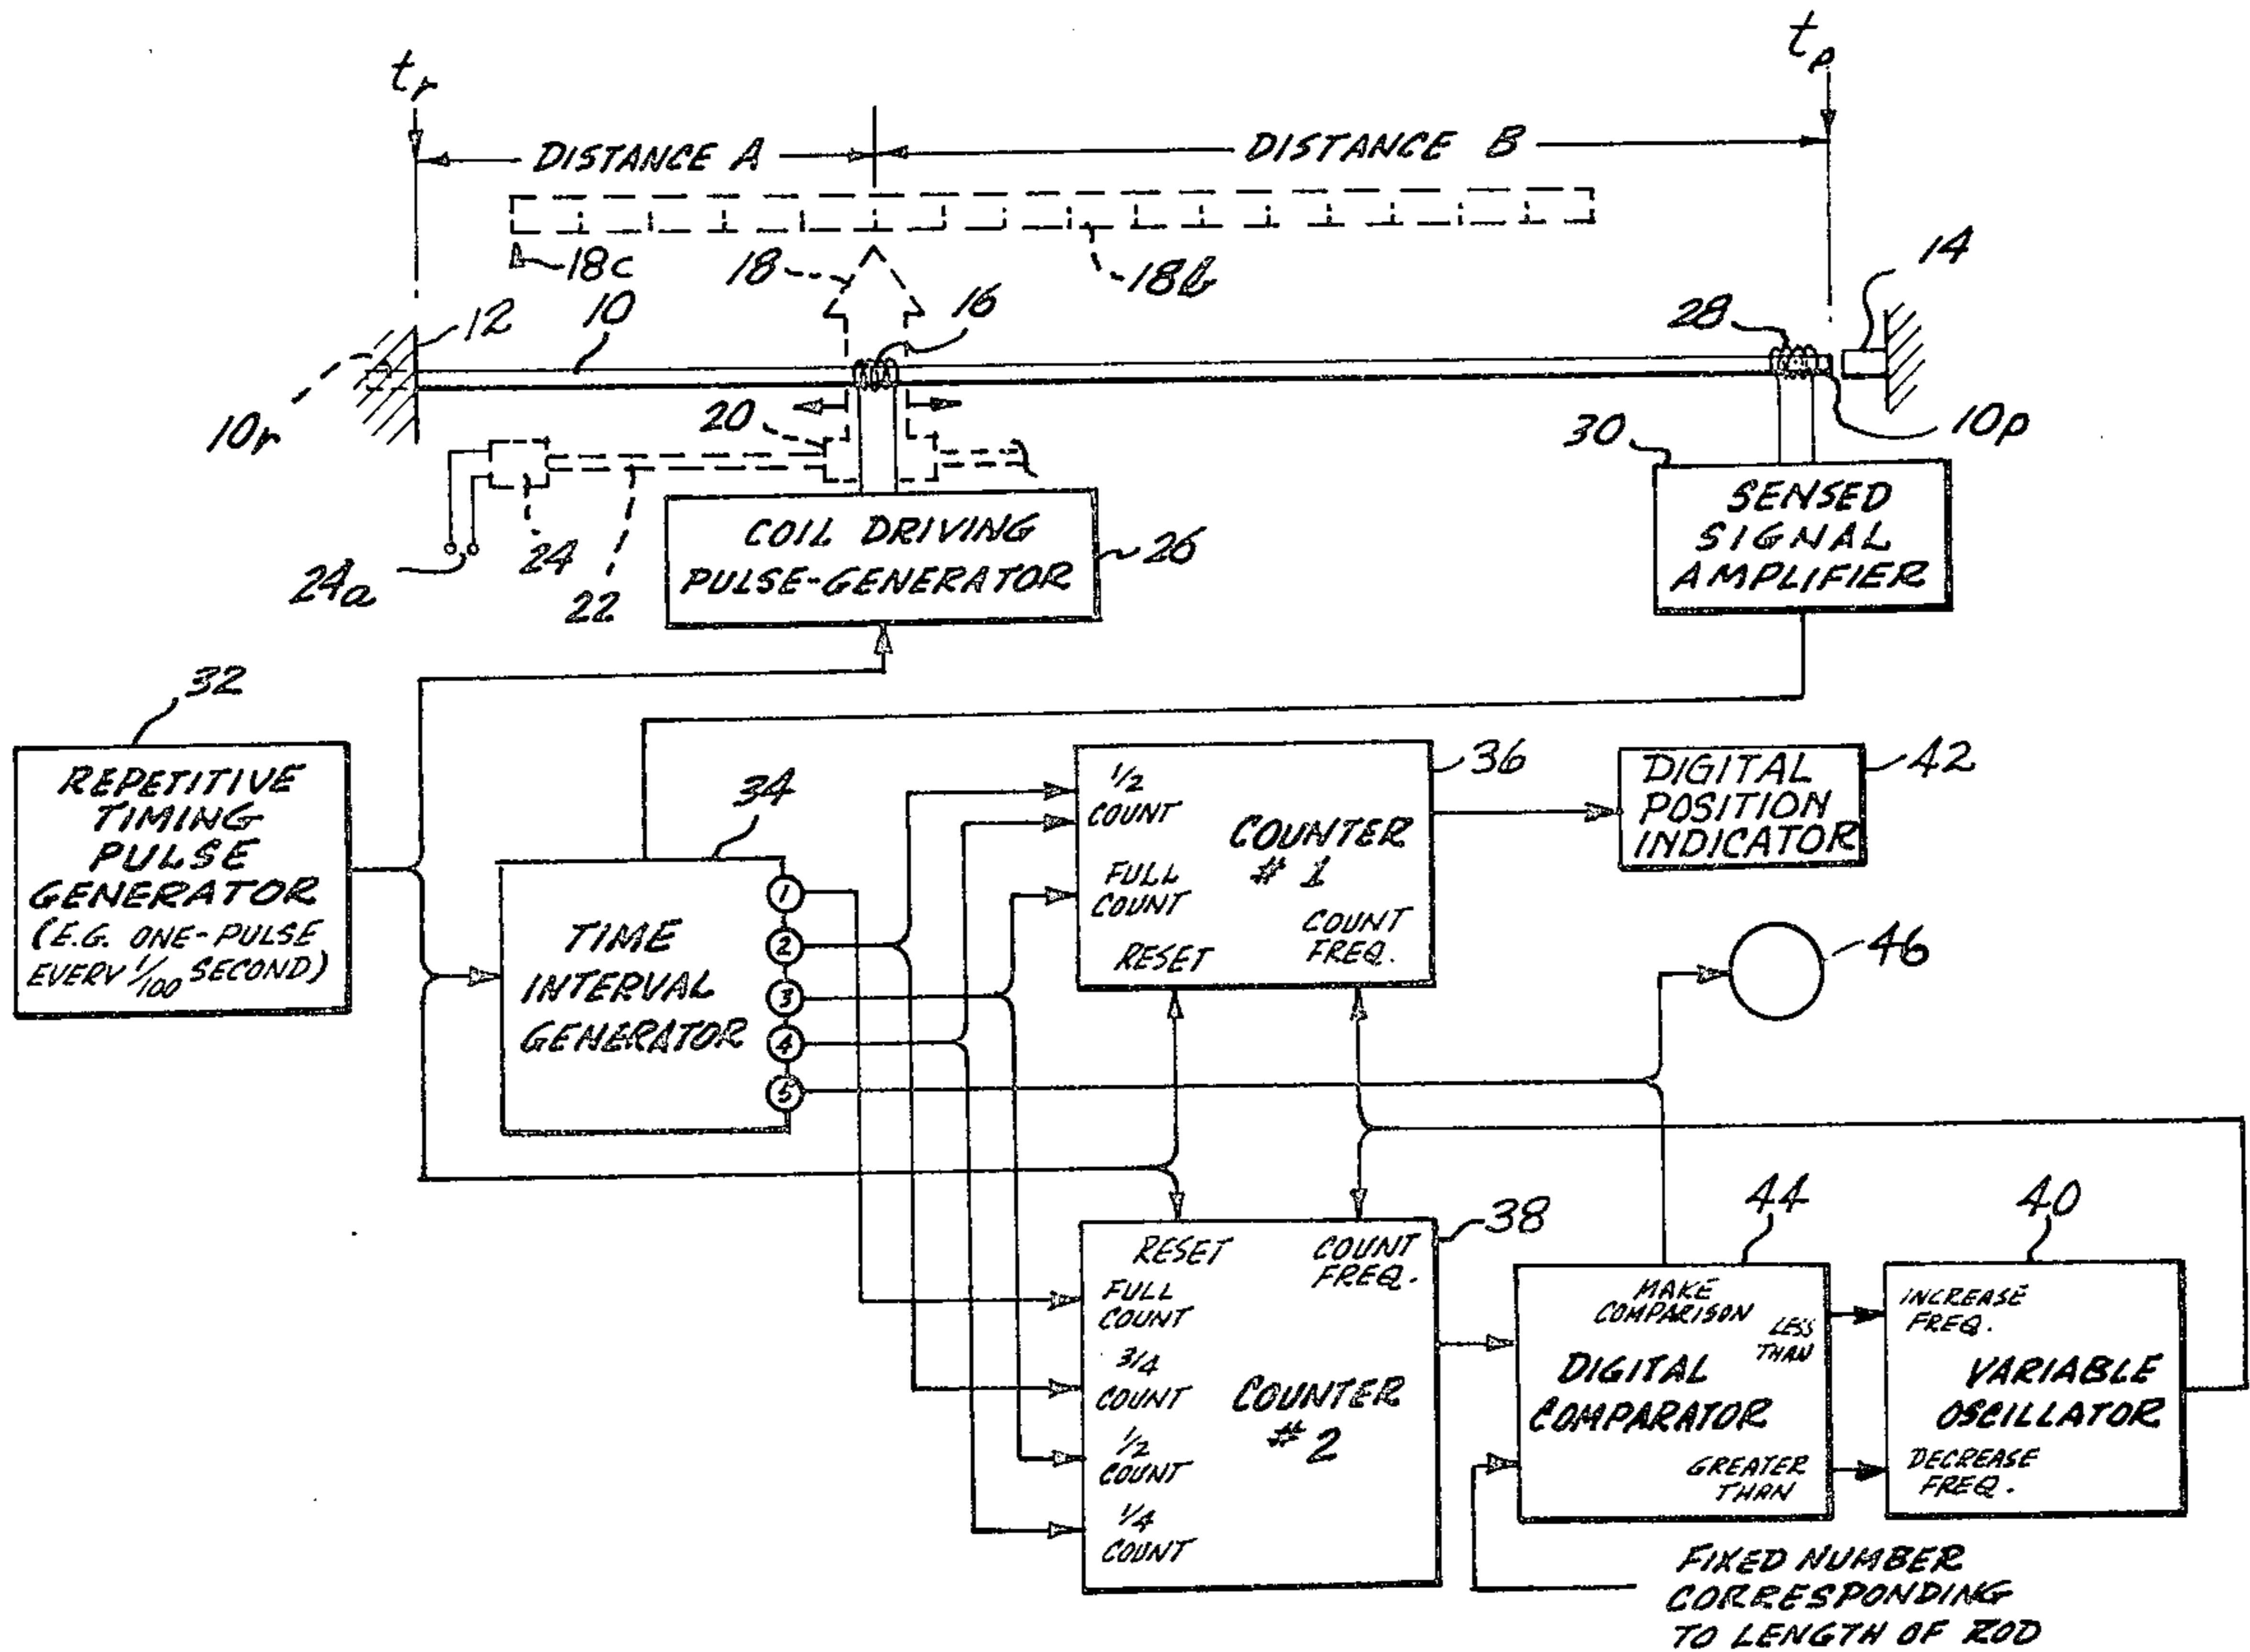 tr
tp
DISTANCE A
DISTANCE B
18c
18
18b
14
12
10
16
28
10r
20
10p
30
24a
24
22
COIL DRIVING
PULSE-GENERATOR
26
SENSED
SIGNAL
AMPLIFIER
32
REPETITIVE
TIMING
PULSE
GENERATOR
(E.G. ONE-PULSE
EVERY 1/100 SECOND)
34
TIME
INTERVAL
GENERATOR
1
2
3
4
5
36
1/2
COUNT
FULL
COUNT
RESET
COUNTER
# 1
COUNT
FREQ.
DIGITAL
POSITION
INDICATOR
42
46
38
RESET
COUNT
FREQ.
FULL
COUNT
3/4
COUNT
1/2
COUNT
1/4
COUNT
COUNTER
# 2
44
MAKE
COMPARISON
LESS
THAN
DIGITAL
COMPARATOR
GREATER
THAN
40
INCREASE
FREQ.
VARIABLE
OSCILLATOR
DECREASE
FREQ.
FIXED NUMBER
CORRESPONDING
TO LENGTH OF ROD